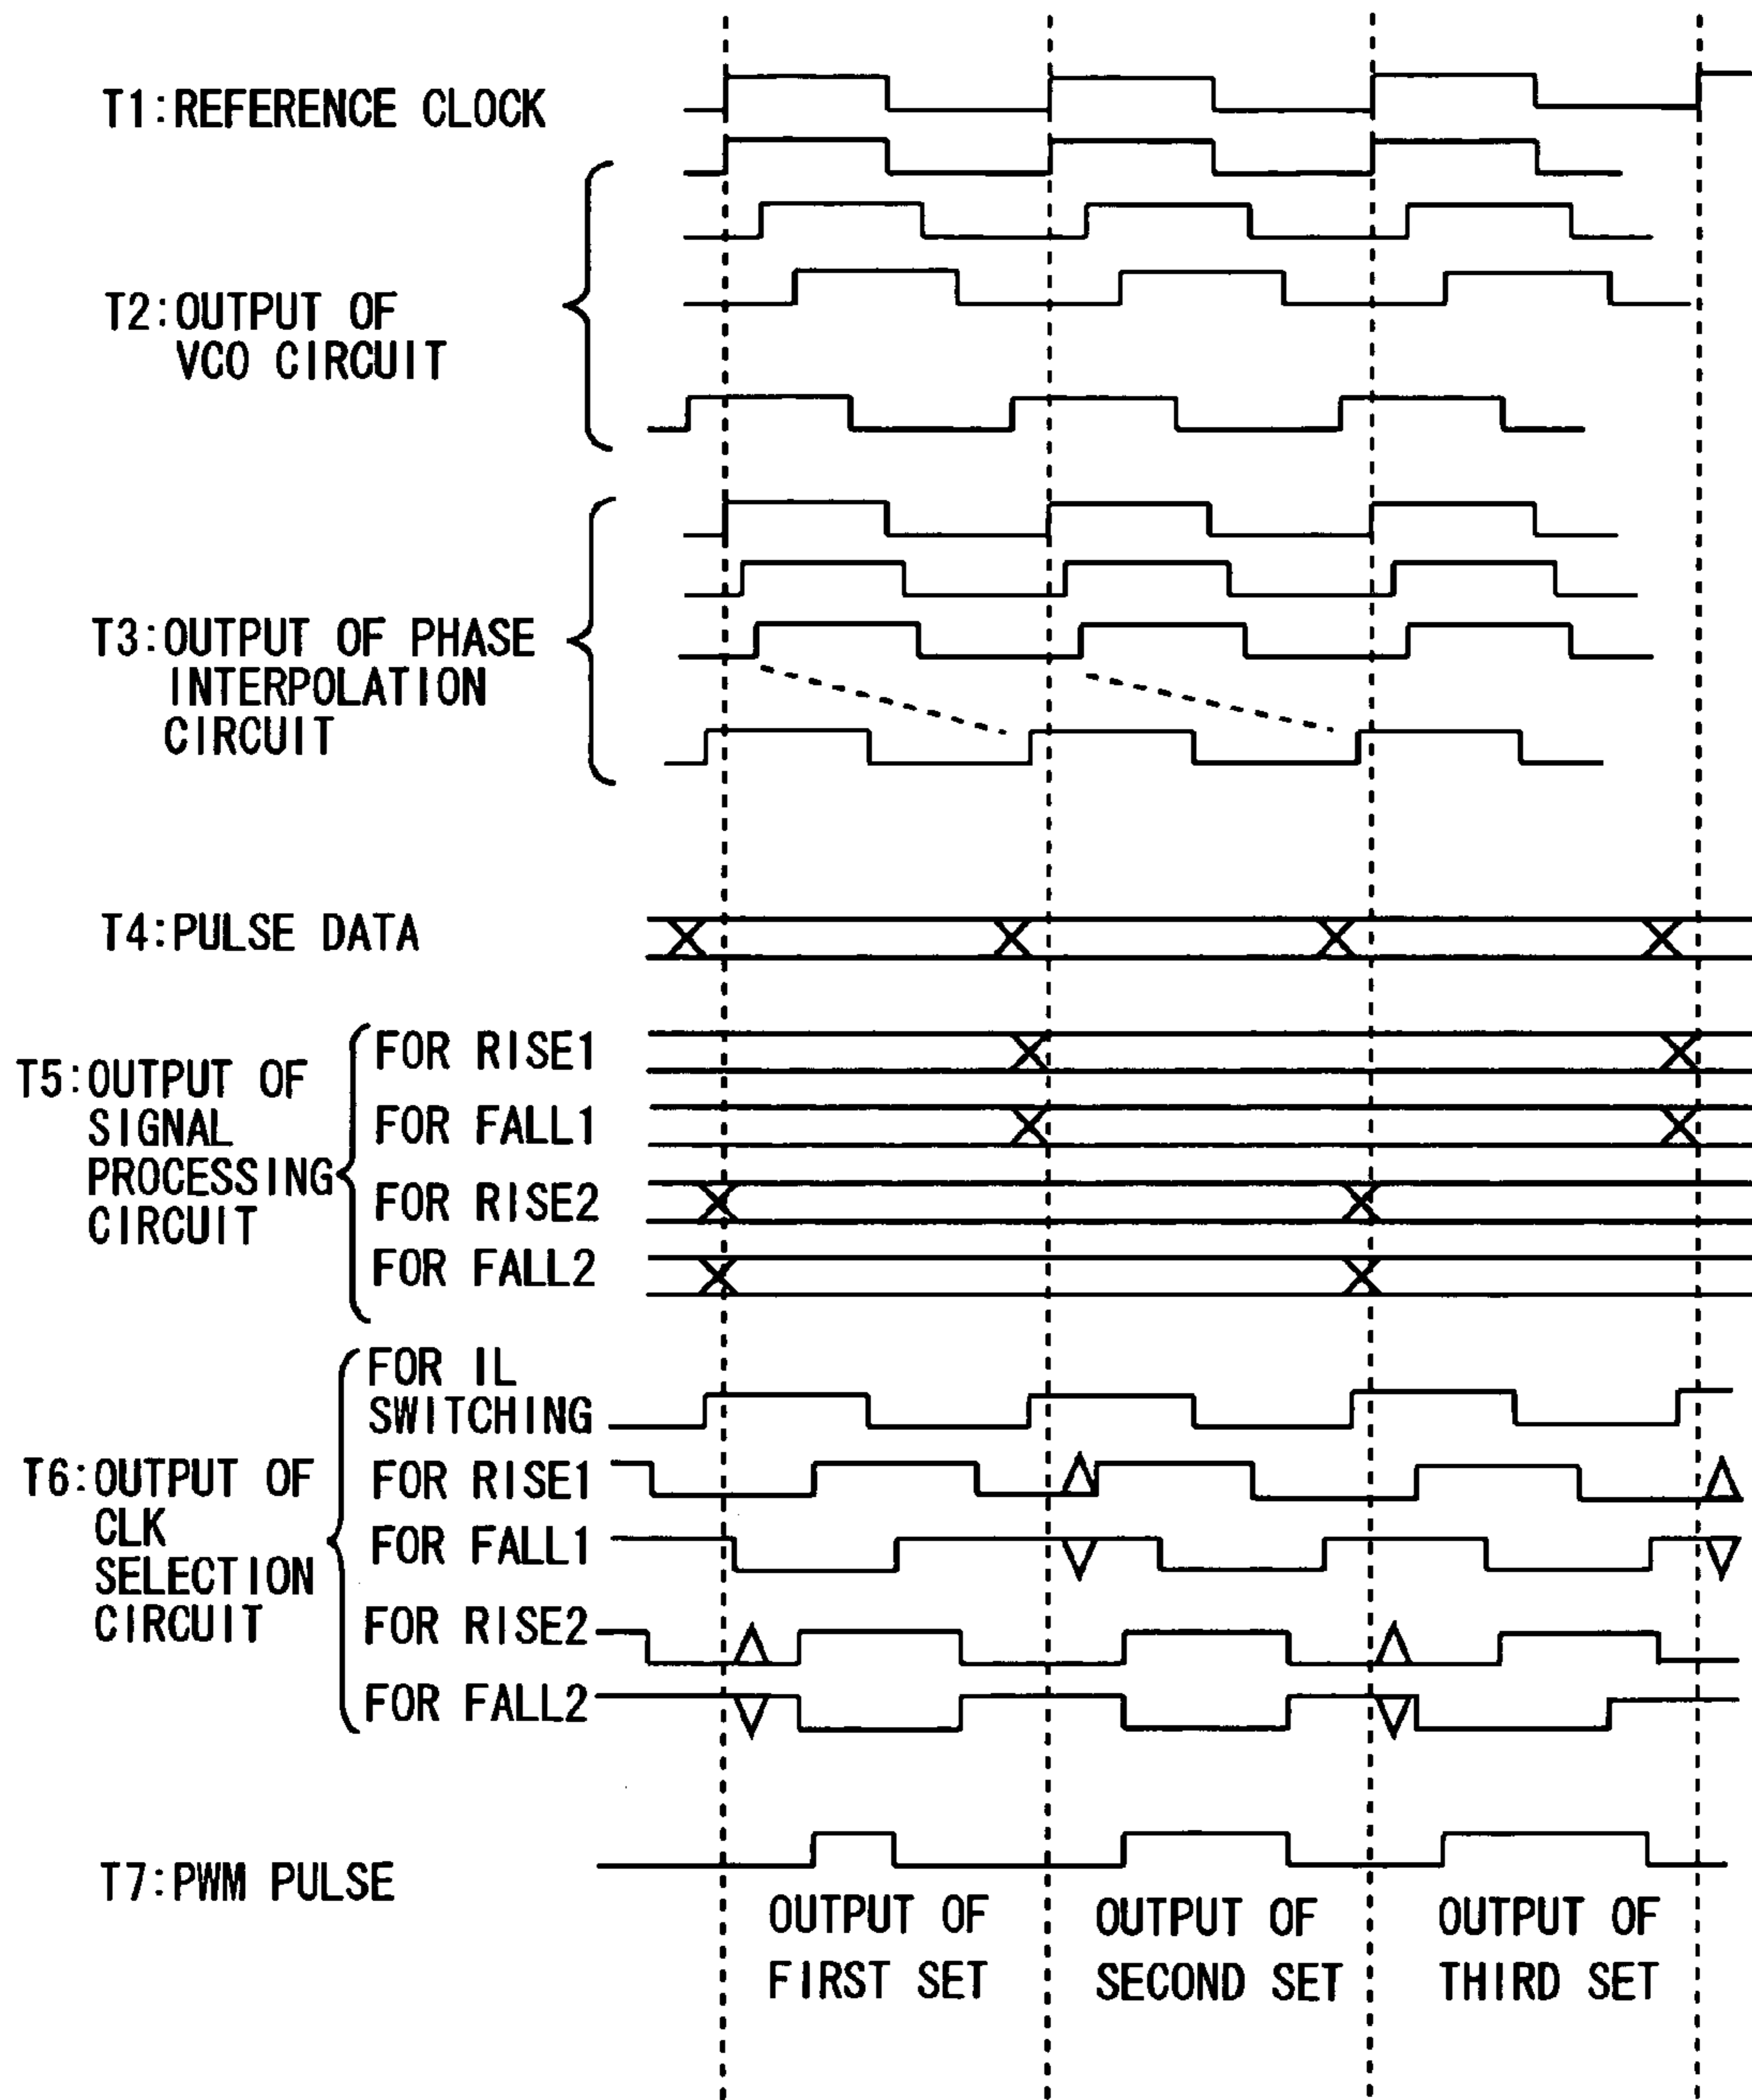 T1:REFERENCE CLOCK
T2:OUTPUT OF
VCO CIRCUIT
T3:OUTPUT OF PHASE
INTERPOLATION
CIRCUIT
T4:PULSE DATA
T5:OUTPUT OF
SIGNAL
PROCESSING
CIRCUIT
FOR RISE1
FOR FALL1
FOR RISE2
FOR FALL2
T6:OUTPUT OF
CLK
SELECTION
CIRCUIT
FOR IL
SWITCHING
FOR RISE1
FOR FALL1
FOR RISE2
FOR FALL2
T7:PWM PULSE
OUTPUT OF
FIRST SET
OUTPUT OF
SECOND SET
OUTPUT OF
THIRD SET